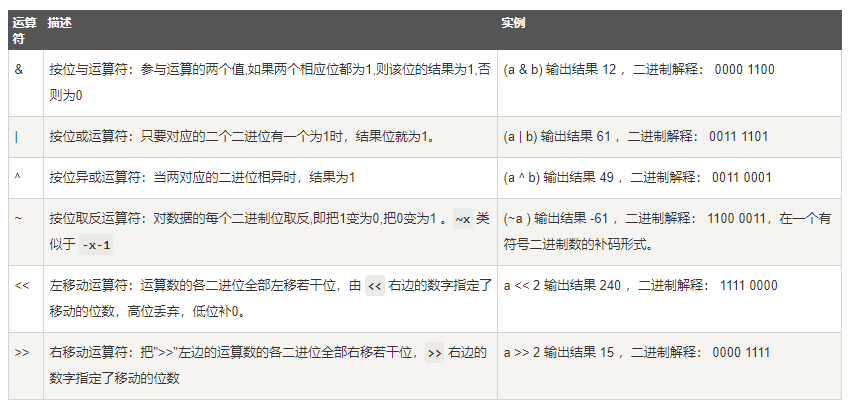 运算符 描述 实例
& 按位与运算符：参与运算的两个值,如果两个相应位都为1,则该位的结果为1,否则为0 (a & b) 输出结果 12 ，二进制解释： 0000 1100
| 按位或运算符：只要对应的二个二进位有一个为1时，结果位就为1。 (a | b) 输出结果 61 ，二进制解释： 0011 1101
^ 按位异或运算符：当两对应的二进位相异时，结果为1 (a ^ b) 输出结果 49 ，二进制解释： 0011 0001
~ 按位取反运算符：对数据的每个二进制位取反,即把1变为0,把0变为1 。~x 类似于 -x-1 (~a ) 输出结果 -61 ，二进制解释： 1100 0011，在一个有符号二进制数的补码形式。
<< 左移动运算符：运算数的各二进位全部左移若干位，由 << 右边的数字指定了移动的位数，高位丢弃，低位补0。 a << 2 输出结果 240 ，二进制解释： 1111 0000
>> 右移动运算符：把">>"左边的运算数的各二进位全部右移若干位，>> 右边的数字指定了移动的位数 a >> 2 输出结果 15 ，二进制解释： 0000 1111